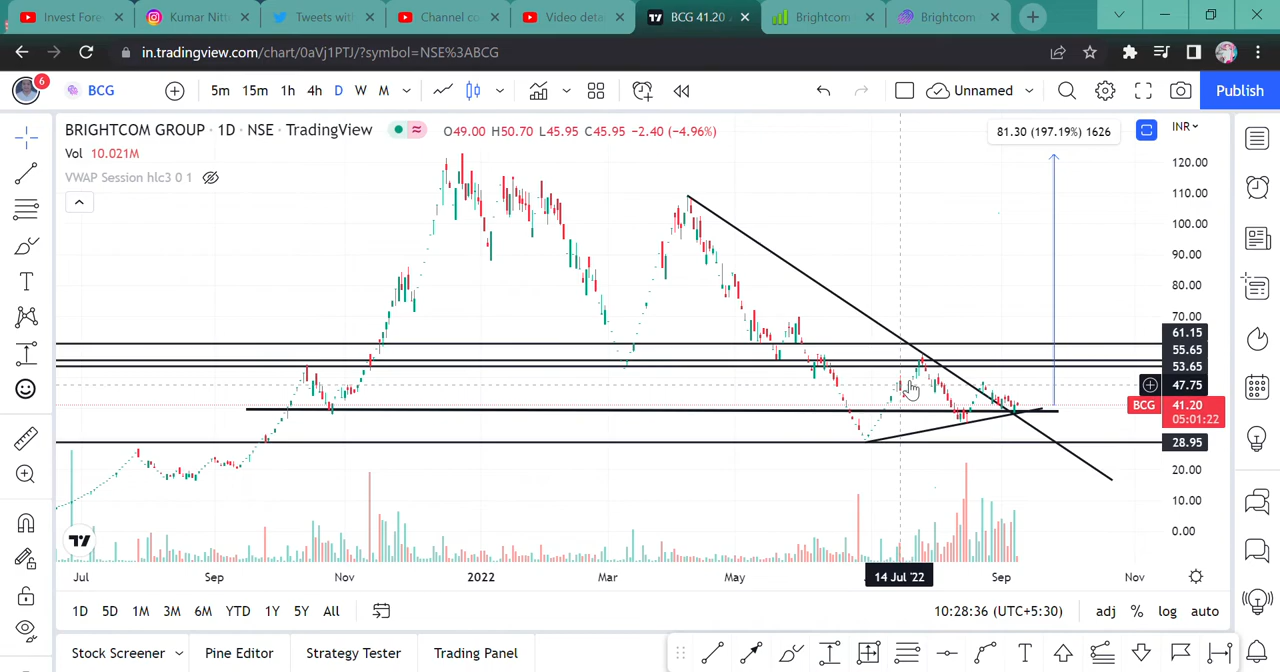 Invest Fores
Kumar Nitt
Tweets wit
Channel co
Video deta
BCG 41.20
Brightcom
Brightcom
in.tradingview.com/chart/0aVj1PTJ/?symbol=NSE%3ABCG
6
BCG
5m 15m 1h 4h D W M
Unnamed
Publish
BRIGHTCOM GROUP · 1D · NSE · TradingView
O49.00 H50.70 L45.95 C45.95 −2.40 (−4.96%)
Vol 10.021M
VWAP Session hlc3 0 1
81.30 (197.19%) 1626
INR
120.00
110.00
100.00
90.00
80.00
70.00
61.15
55.65
53.65
47.75
BCG 41.20
05:01:22
28.95
20.00
10.00
0.00
Jul Sep Nov 2022 Mar May 14 Jul '22 Sep Nov
1D 5D 1M 3M 6M YTD 1Y 5Y All
10:28:36 (UTC+5:30)
adj % log auto
Stock Screener Pine Editor Strategy Tester Trading Panel